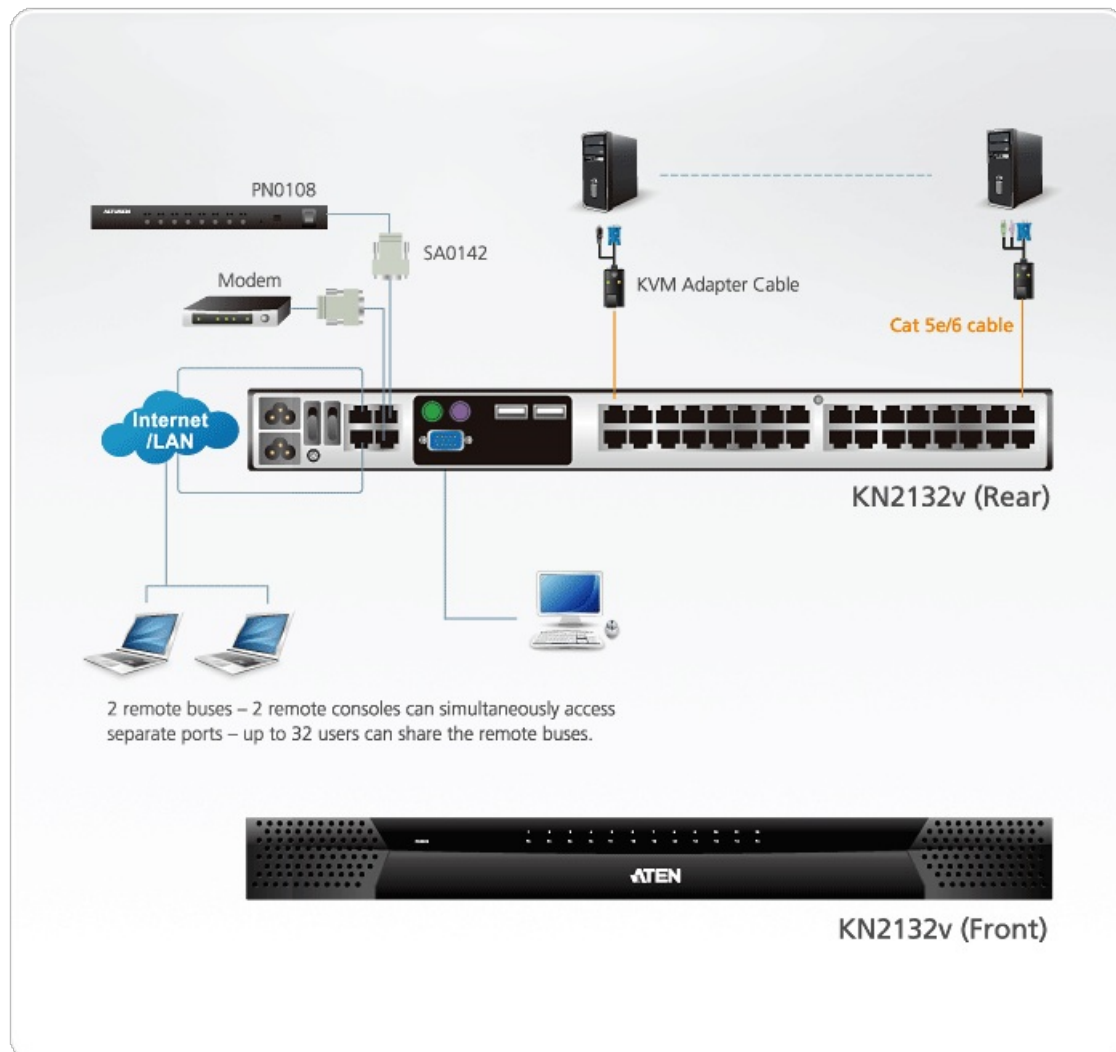 PN0108
SA0142
Modem
KVM Adapter Cable
Cat 5e/6 cable
Internet
/LAN
KN2132v (Rear)
2 remote buses – 2 remote consoles can simultaneously access
separate ports – up to 32 users can share the remote buses.
ATEN
KN2132v (Front)